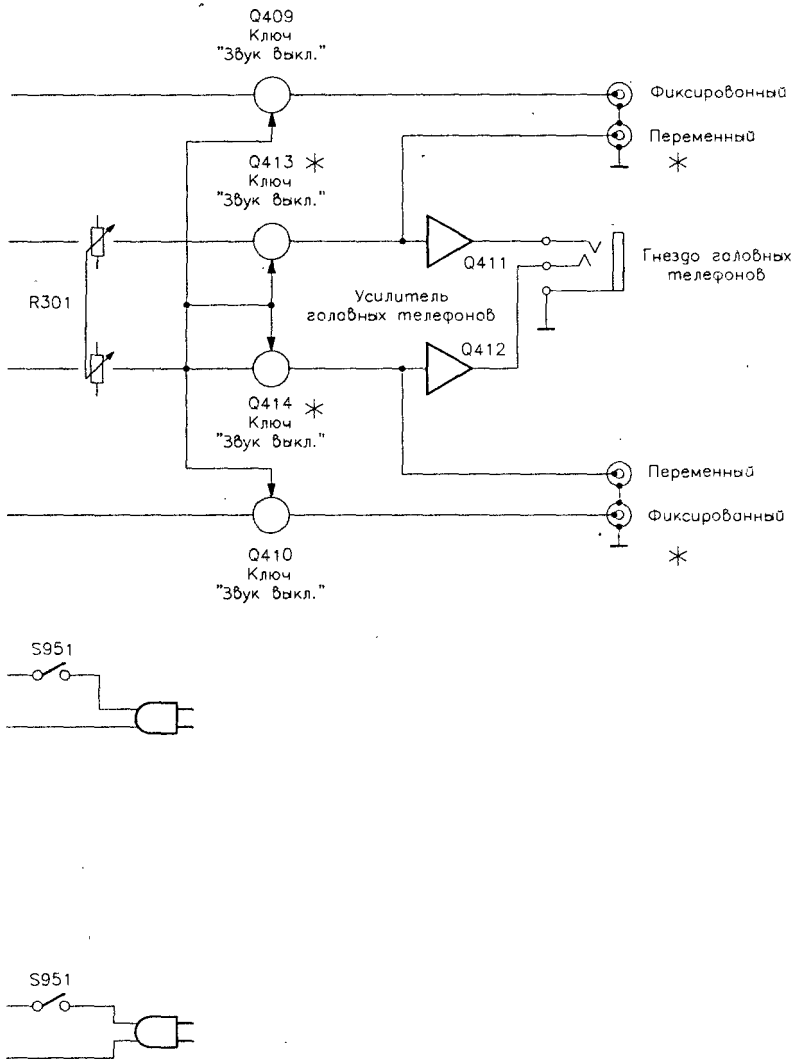 Q409
Ключ
"Звук выкл."
Фиксированный
Переменный
*
Q413 *
Ключ
"Звук выкл."
R301
Q411
Гнездо головных
телефонов
Усилитель
головных телефонов
Q412
Q414 *
Ключ
"Звук выкл."
Переменный
Фиксированный
*
Q410
Ключ
"Звук выкл."
S951
S951